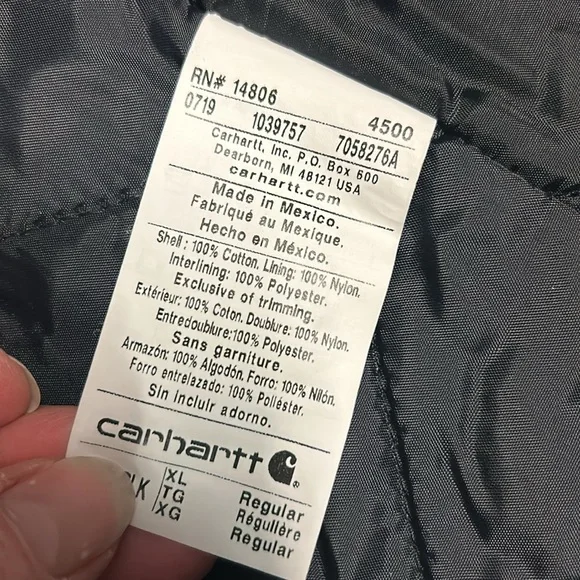 RN# 14806
0719 1039757 7058276A 4500
Carhartt, Inc. P.O. Box 600
Dearborn, MI 48121 USA
carhartt.com
Made in Mexico.
Fabriqué au Mexique.
Hecho en México.
Shell: 100% Cotton, Lining: 100% Nylon.
Interlining: 100% Polyester.
Exclusive of trimming.
Extérieur: 100% Coton, Doublure: 100% Nylon.
Entredoublure:100% Polyester.
Sans garniture.
Armazón: 100% Algodón, Forro: 100% Nilón.
Forro entrelazado: 100% Poliéster.
Sin incluir adorno.
carhartt
XL Regular
TG Régulière
XG Regular